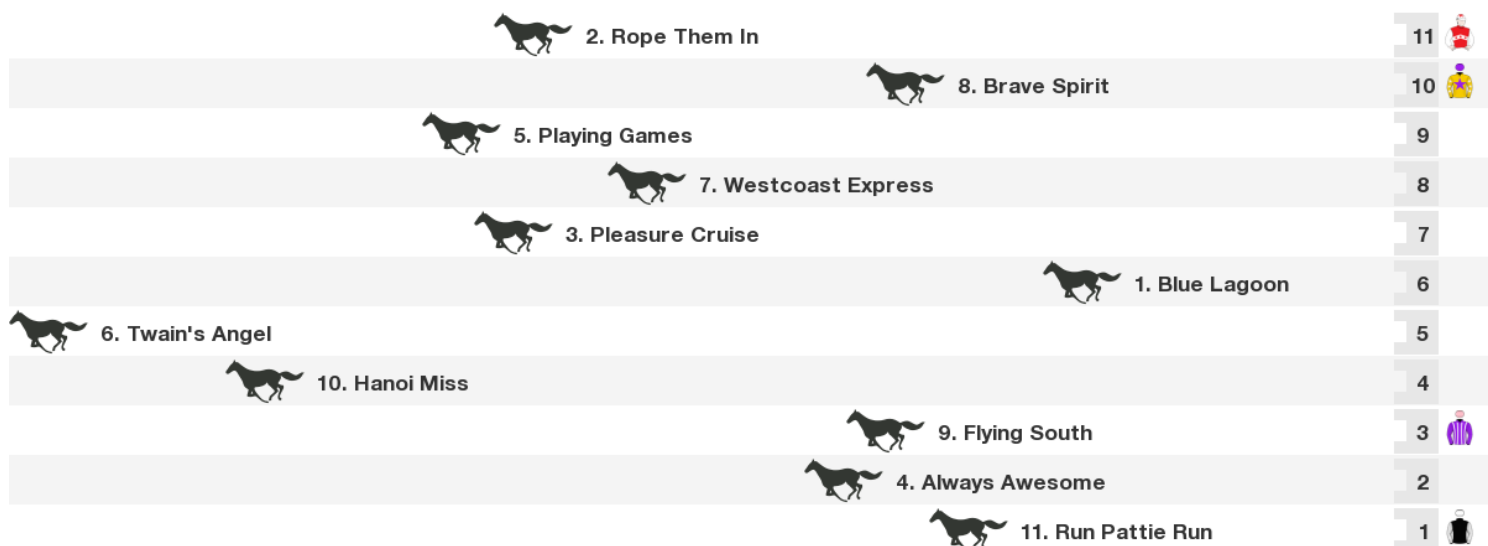 2. Rope Them In 11
8. Brave Spirit 10
5. Playing Games 9
7. Westcoast Express 8
3. Pleasure Cruise 7
1. Blue Lagoon 6
6. Twain's Angel 5
10. Hanoi Miss 4
9. Flying South 3
4. Always Awesome 2
11. Run Pattie Run 1